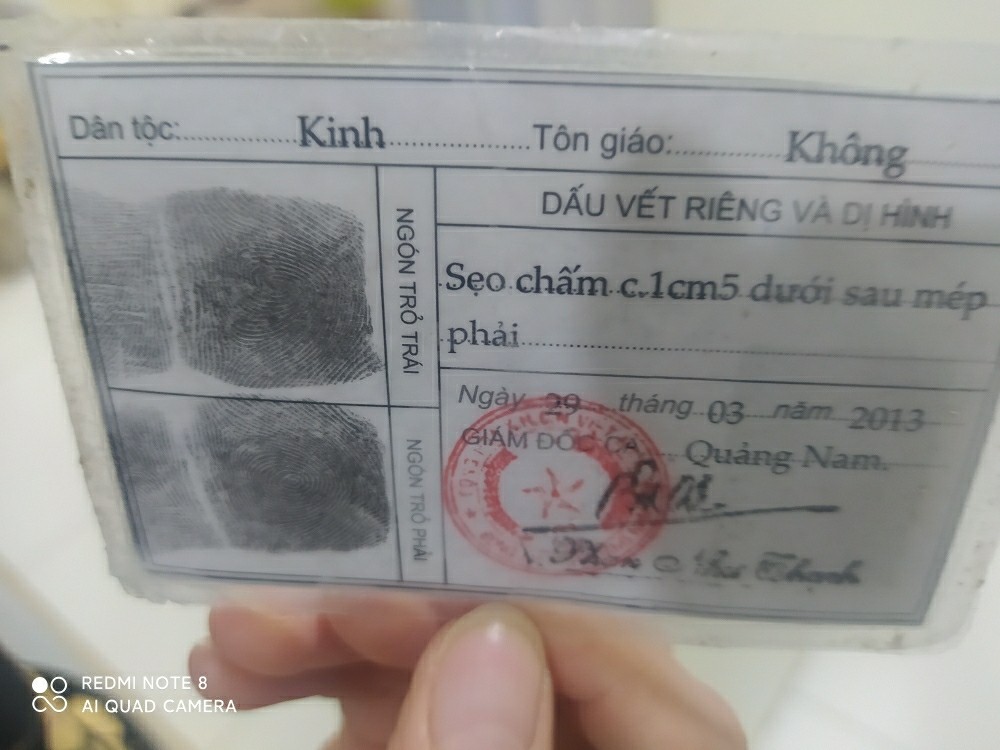 Dân tộc: Kinh Tôn giáo: Không
NGÓN TRỎ TRÁI
DẤU VẾT RIÊNG VÀ DỊ HÌNH
Sẹo chấm c.1cm5 dưới sau mép
phải
NGÓN TRỎ PHẢI
Ngày 29 tháng 03 năm 2013
GIÁM ĐỐC CA Quảng Nam.
Thanh
REDMI NOTE 8
AI QUAD CAMERA